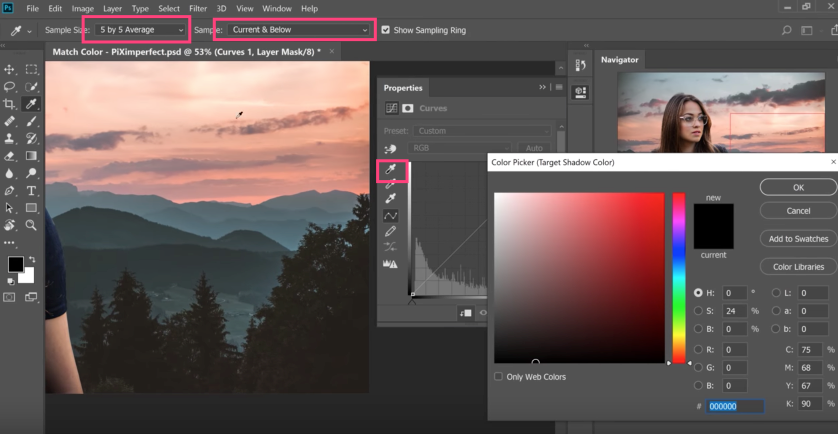 Ps File Edit Image Layer Type Select Filter 3D View Window Help
Sample Size: 5 by 5 Average Sample: Current & Below Show Sampling Ring
Match Color - PiXimperfect.psd @ 53% (Curves 1, Layer Mask/8) * ×
Properties
Curves
Preset: Custom
RGB Auto
Navigator
Color Picker (Target Shadow Color)
new
current
OK
Cancel
Add to Swatches
Color Libraries
H: 0 ° L: 0
S: 24 % a: 0
B: 0 % b: 0
R: 0 C: 75 %
G: 0 M: 68 %
B: 0 Y: 67 %
# 000000 K: 90 %
Only Web Colors